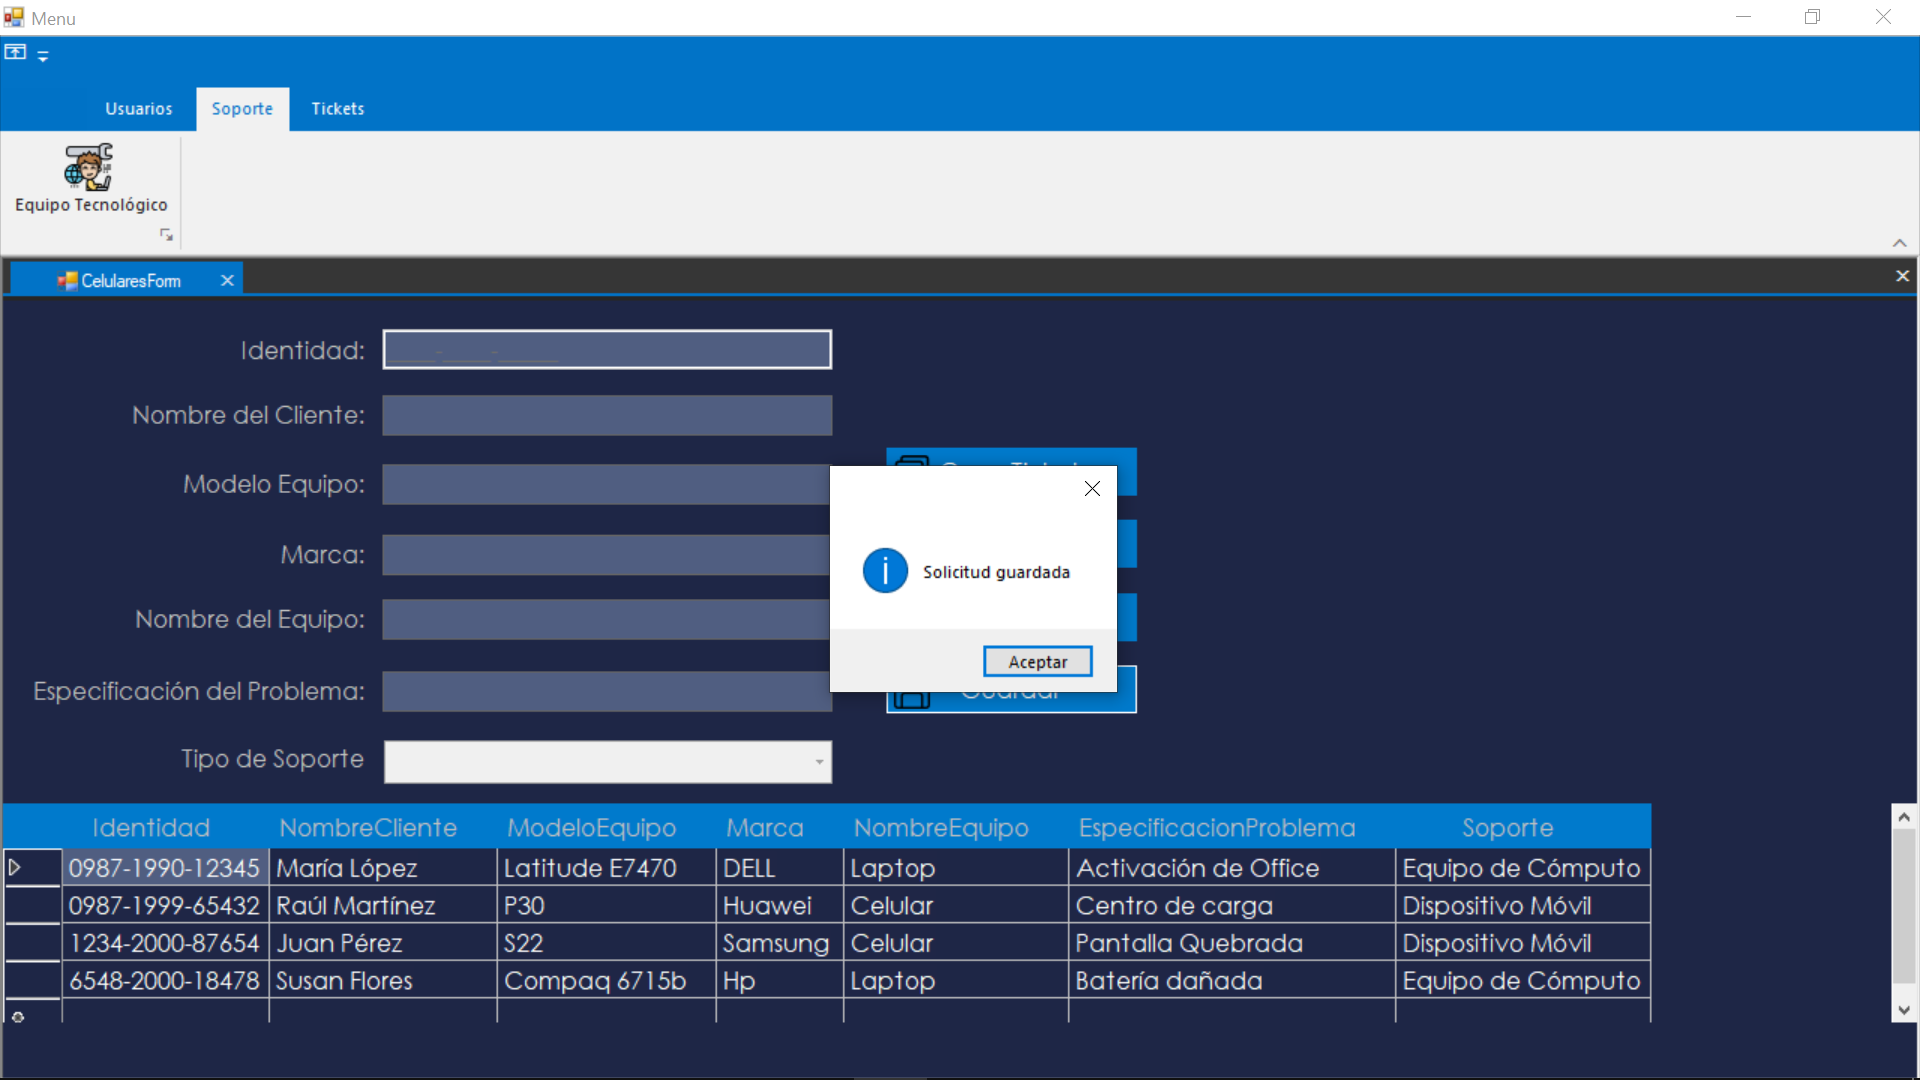 Menu
Usuarios Soporte Tickets
Equipo Tecnológico
CelularesForm
Identidad: ____-____-_____
Nombre del Cliente:
Modelo Equipo:
Marca:
Nombre del Equipo:
Especificación del Problema:
Tipo de Soporte
Solicitud guardada
Aceptar
Guardar
Identidad NombreCliente ModeloEquipo Marca NombreEquipo EspecificacionProblema Soporte
0987-1990-12345 María López Latitude E7470 DELL Laptop Activación de Office Equipo de Cómputo
0987-1999-65432 Raúl Martínez P30 Huawei Celular Centro de carga Dispositivo Móvil
1234-2000-87654 Juan Pérez S22 Samsung Celular Pantalla Quebrada Dispositivo Móvil
6548-2000-18478 Susan Flores Compaq 6715b Hp Laptop Batería dañada Equipo de Cómputo